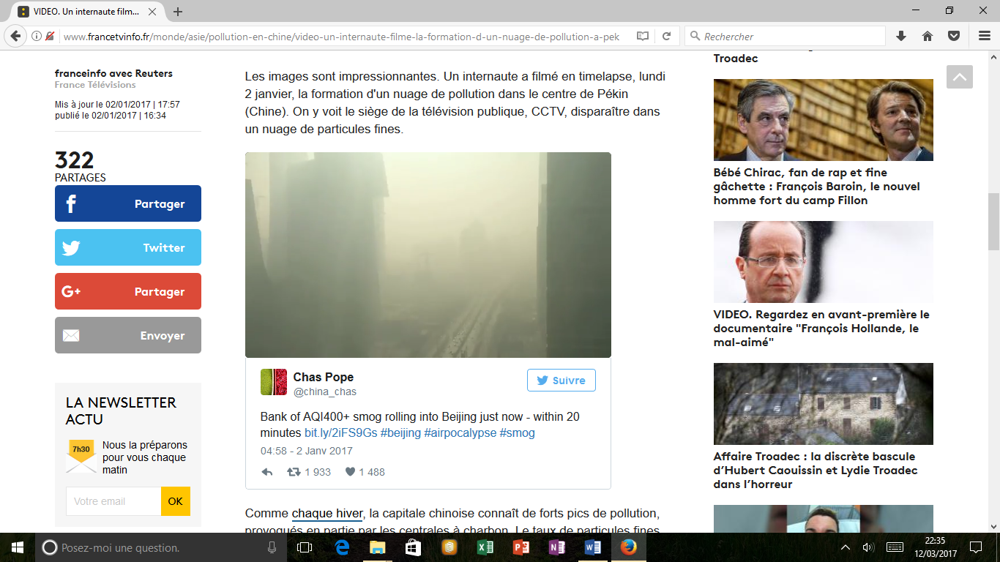 VIDEO. Un internaute film...
www.francetvinfo.fr/monde/asie/pollution-en-chine/video-un-internaute-filme-la-formation-d-un-nuage-de-pollution-a-pek
Rechercher
franceinfo avec Reuters
France Télévisions
Mis à jour le 02/01/2017 | 17:57
publié le 02/01/2017 | 16:34
322
PARTAGES
Partager
Twitter
Partager
Envoyer
LA NEWSLETTER
ACTU
7h30
Nous la préparons
pour vous chaque
matin
Votre email
OK
Les images sont impressionnantes. Un internaute a filmé en timelapse, lundi
2 janvier, la formation d'un nuage de pollution dans le centre de Pékin
(Chine). On y voit le siège de la télévision publique, CCTV, disparaître dans
un nuage de particules fines.
Chas Pope
@china_chas
Suivre
Bank of AQI400+ smog rolling into Beijing just now - within 20
minutes bit.ly/2iFS9Gs #beijing #airpocalypse #smog
04:58 - 2 Janv 2017
1 933
1 488
Comme chaque hiver, la capitale chinoise connaît de forts pics de pollution,
provoqués en partie par les centrales à charbon. Le taux de particules fines
Troadec
Bébé Chirac, fan de rap et fine
gâchette : François Baroin, le nouvel
homme fort du camp Fillon
VIDEO. Regardez en avant-première le
documentaire "François Hollande, le
mal-aimé"
Affaire Troadec : la discrète bascule
d'Hubert Caouissin et Lydie Troadec
dans l'horreur
Posez-moi une question.
22:35
12/03/2017